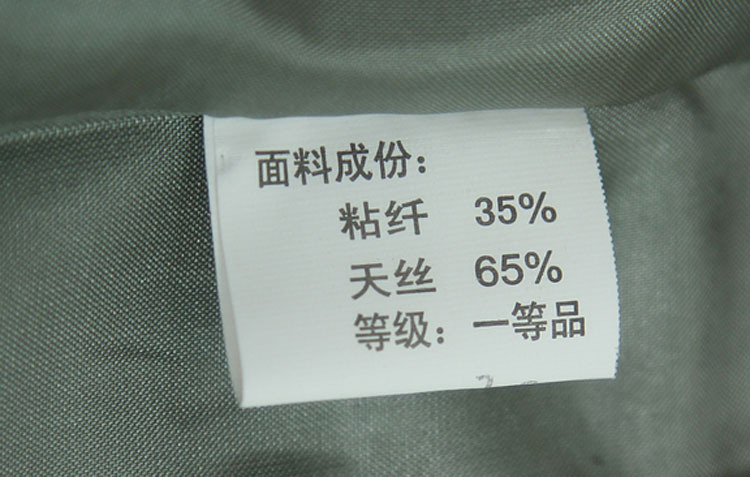 面料成份：
粘纤 35%
天丝 65%
等级：一等品